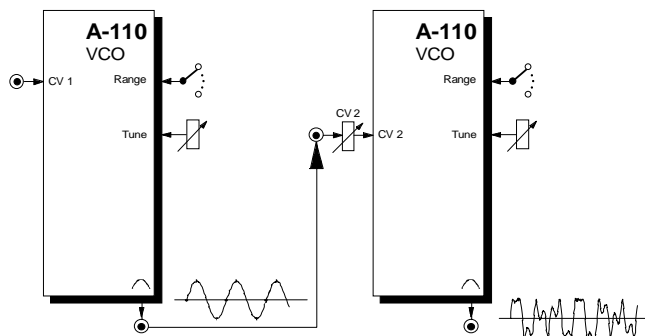 A-110
VCO
CV 1
Range
Tune
A-110
VCO
CV 2
CV 2
Range
Tune